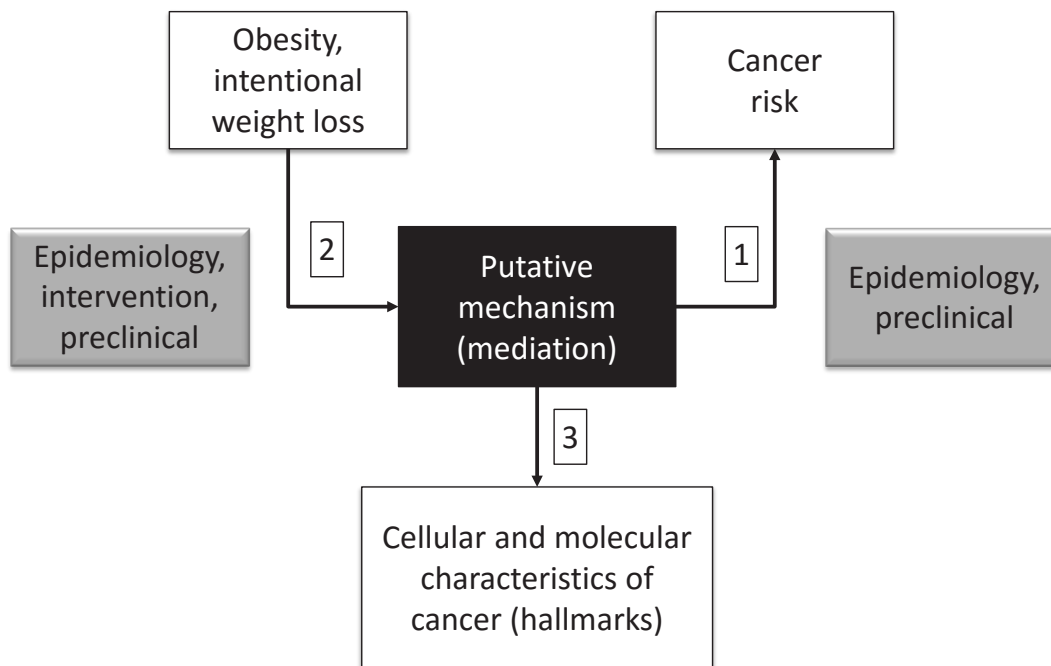 Obesity,
intentional
weight loss
Cancer
risk
Epidemiology,
intervention,
preclinical
2
Putative
mechanism
(mediation)
1
Epidemiology,
preclinical
3
Cellular and molecular
characteristics of
cancer (hallmarks)